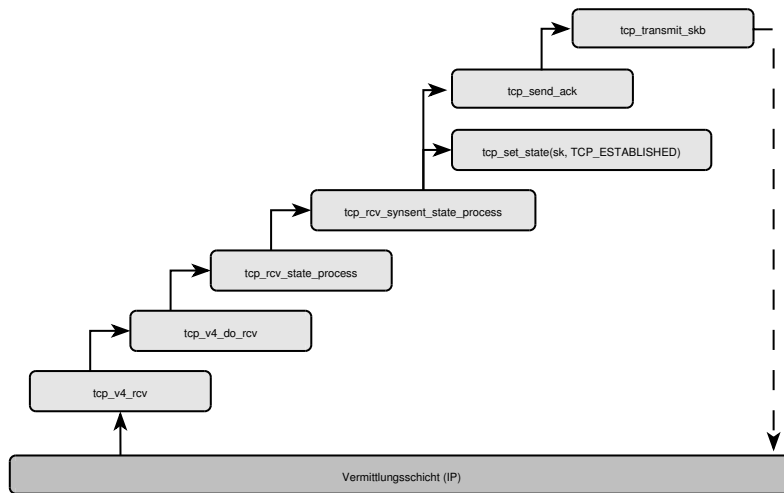 tcp_transmit_skb
tcp_send_ack
tcp_set_state(sk, TCP_ESTABLISHED)
tcp_rcv_synsent_state_process
tcp_rcv_state_process
tcp_v4_do_rcv
tcp_v4_rcv
Vermittlungsschicht (IP)